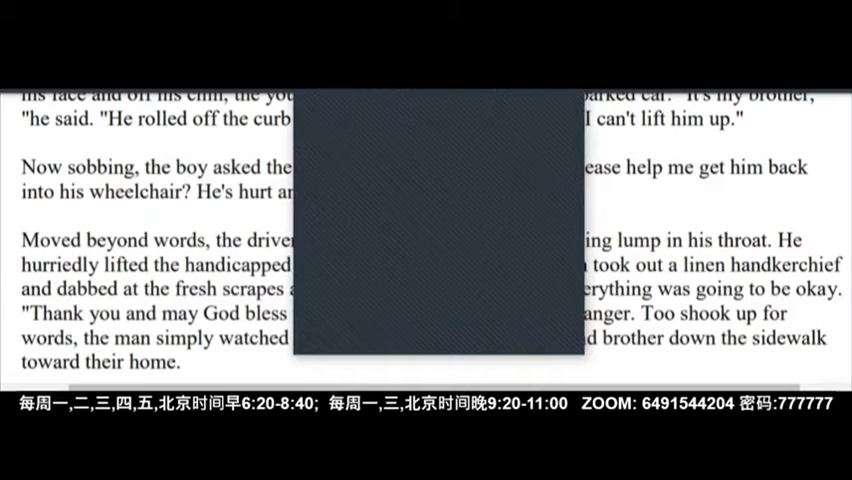 his face and off his chin, the you parked car. "It's my brother,
"he said. "He rolled off the curb I can't lift him up."
Now sobbing, the boy asked the ease help me get him back
into his wheelchair? He's hurt an
Moved beyond words, the driver ing lump in his throat. He
hurriedly lifted the handicapped took out a linen handkerchief
and dabbed at the fresh scrapes erything was going to be okay.
"Thank you and may God bless anger. Too shook up for
words, the man simply watched d brother down the sidewalk
toward their home.
每周一,二,三,四,五,北京时间早6:20-8:40; 每周一,三,北京时间晚9:20-11:00 ZOOM: 6491544204 密码:777777